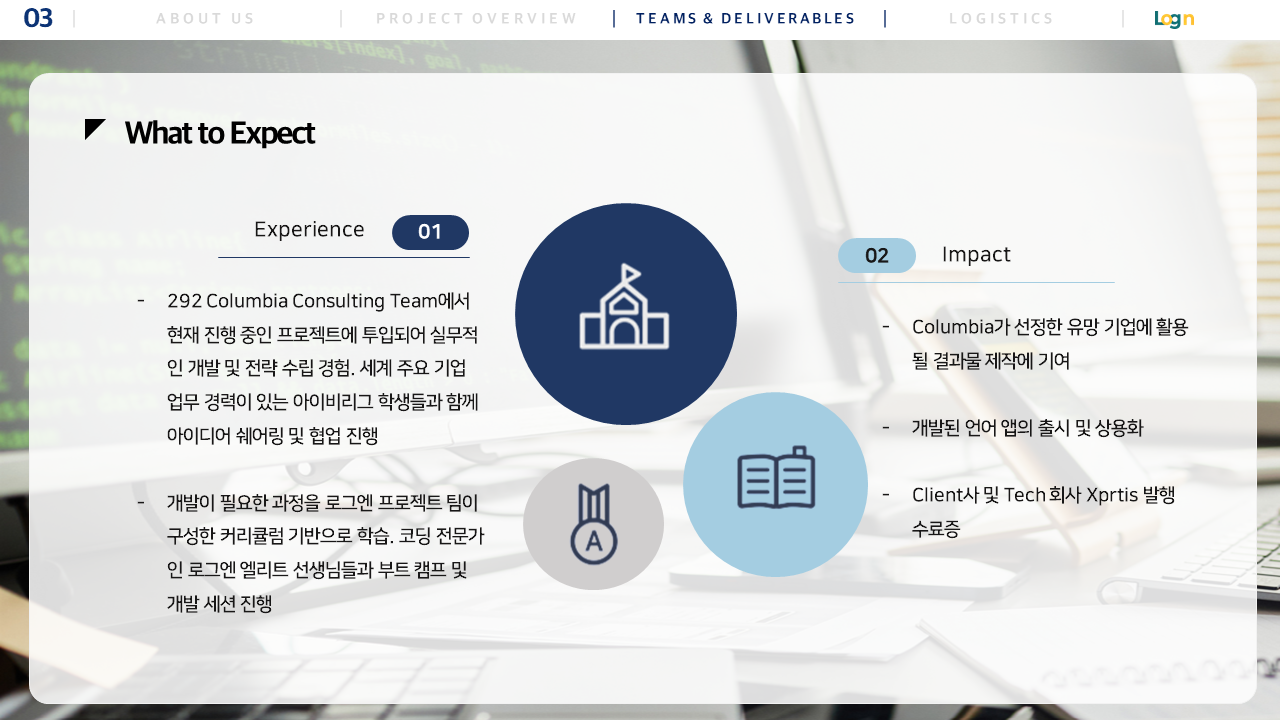 03
ABOUT US
PROJECT OVERVIEW
TEAMS & DELIVERABLES
LOGISTICS
Login
What to Expect
Experience
01
- 292 Columbia Consulting Team에서
현재 진행 중인 프로젝트에 투입되어 실무적
인 개발 및 전략 수립 경험. 세계 주요 기업
업무 경력이 있는 아이비리그 학생들과 함께
아이디어 쉐어링 및 협업 진행
- 개발이 필요한 과정을 로그엔 프로젝트 팀이
구성한 커리큘럼 기반으로 학습. 코딩 전문가
인 로그엔 엘리트 선생님들과 부트 캠프 및
개발 세션 진행
A
02
Impact
- Columbia가 선정한 유망 기업에 활용
될 결과물 제작에 기여
- 개발된 언어 앱의 출시 및 상용화
- Client사 및 Tech 회사 Xprtis 발행
수료증